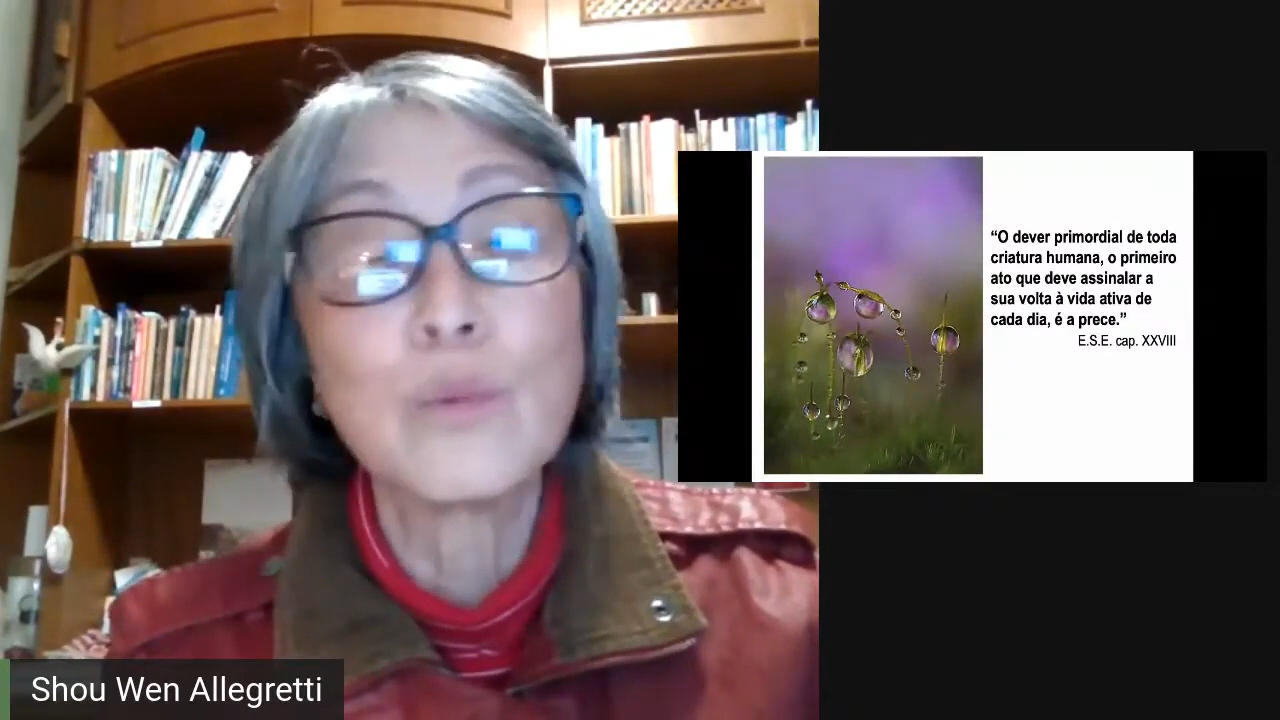 “O dever primordial de toda
criatura humana, o primeiro
ato que deve assinalar a
sua volta à vida ativa de
cada dia, é a prece.”
E.S.E. cap. XXVIII
Shou Wen Allegretti